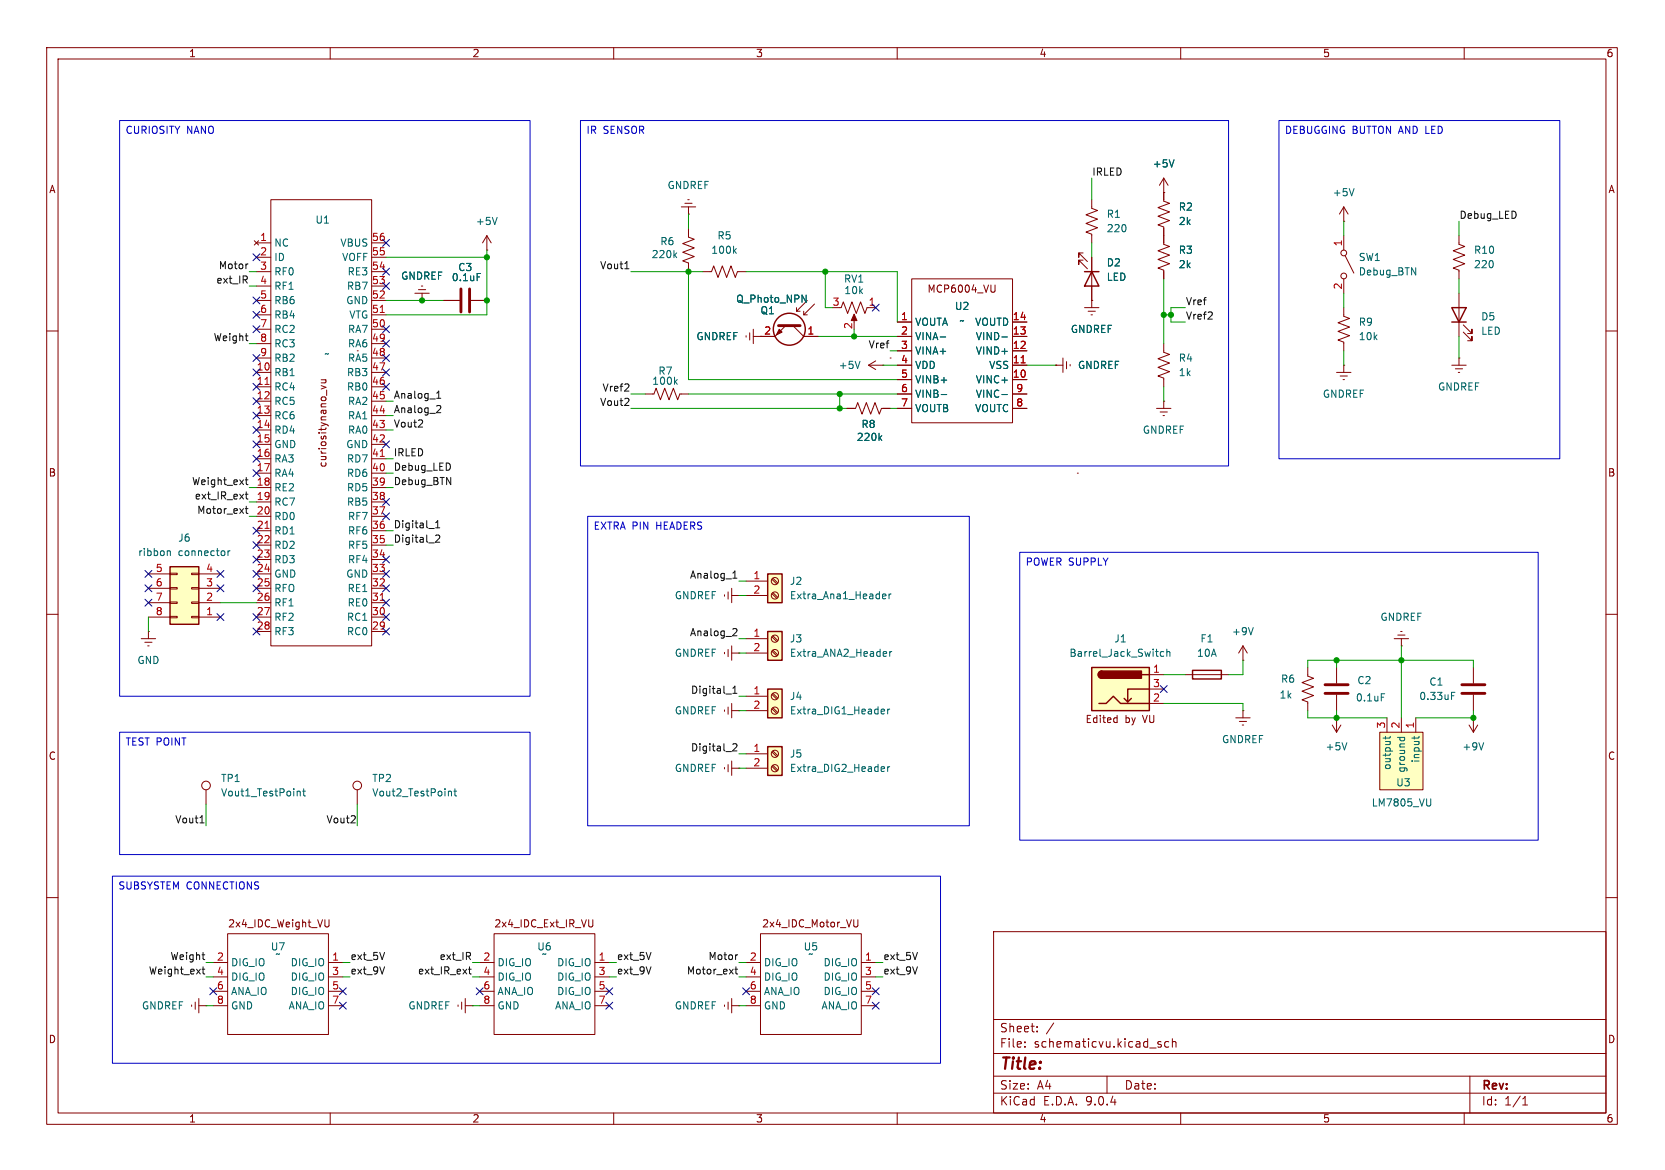 1 2 3 4 5 6
A B C D
CURIOSITY NANO
U1
curiositynano_vu
~
1 NC
2 ID
Motor 3 RF0
ext_IR 4 RF1
5 RB6
6 RB4
7 RC2
Weight 8 RC3
9 RB2
10 RB1
11 RC4
12 RC5
13 RC6
14 RD4
15 GND
16 RA3
17 RA4
Weight_ext 18 RE2
ext_IR_ext 19 RC7
Motor_ext 20 RD0
21 RD1
22 RD2
23 RD3
24 GND
25 RF0
26 RF1
27 RF2
28 RF3
VBUS 56
VOFF 55
RE3 54
RB7 53
GND 52
VTG 51
RA7 50
RA6 49
RA5 48
RB3 47
RB0 46
RA2 45 Analog_1
RA1 44 Analog_2
RA0 43 Vout2
GND 42
RD7 41 IRLED
RD6 40 Debug_LED
RD5 39 Debug_BTN
RB5 38
RF7 37
RF6 36 Digital_1
RF5 35 Digital_2
RF4 34
GND 33
RE1 32
RE0 31
RC1 30
RC0 29
+5V
GNDREF
C3
0.1uF
J6
ribbon connector
5 4
6 3
7 2
8 1
GND
IR SENSOR
GNDREF
R6
220k
R5
100k
Vout1
RV1
10k
3 1
2
Q_Photo_NPN
Q1
GNDREF 2 1
Vref
+5V
R7
100k
Vref2
Vout2
R8
220k
MCP6004_VU
U2
~
1 VOUTA VOUTD 14
2 VINA- VIND- 13
3 VINA+ VIND+ 12
4 VDD VSS 11 GNDREF
5 VINB+ VINC+ 10
6 VINB- VINC- 9
7 VOUTB VOUTC 8
IRLED
R1
220
D2
LED
GNDREF
+5V
R2
2k
R3
2k
Vref
Vref2
R4
1k
GNDREF
DEBUGGING BUTTON AND LED
+5V
1
SW1
Debug_BTN
2
R9
10k
GNDREF
Debug_LED
R10
220
D5
LED
GNDREF
EXTRA PIN HEADERS
Analog_1 1 J2
GNDREF 2 Extra_Ana1_Header
Analog_2 1 J3
GNDREF 2 Extra_ANA2_Header
Digital_1 1 J4
GNDREF 2 Extra_DIG1_Header
Digital_2 1 J5
GNDREF 2 Extra_DIG2_Header
POWER SUPPLY
J1
Barrel_Jack_Switch
1
3
2
Edited by VU
F1
10A
+9V
GNDREF
GNDREF
R6
1k
C2
0.1uF
C1
0.33uF
+5V
+9V
3 2 1
output ground input
U3
LM7805_VU
TEST POINT
TP1
Vout1_TestPoint
Vout1
TP2
Vout2_TestPoint
Vout2
SUBSYSTEM CONNECTIONS
2x4_IDC_Weight_VU
U7
~
Weight 2 DIG_IO DIG_IO 1 ext_5V
Weight_ext 4 DIG_IO DIG_IO 3 ext_9V
6 ANA_IO DIG_IO 5
GNDREF 8 GND ANA_IO 7
2x4_IDC_Ext_IR_VU
U6
~
ext_IR 2 DIG_IO DIG_IO 1 ext_5V
ext_IR_ext 4 DIG_IO DIG_IO 3 ext_9V
6 ANA_IO DIG_IO 5
GNDREF 8 GND ANA_IO 7
2x4_IDC_Motor_VU
U5
~
Motor 2 DIG_IO DIG_IO 1 ext_5V
Motor_ext 4 DIG_IO DIG_IO 3 ext_9V
6 ANA_IO DIG_IO 5
GNDREF 8 GND ANA_IO 7
Sheet: /
File: schematicvu.kicad_sch
Title:
Size: A4 Date: Rev:
KiCad E.D.A. 9.0.4 Id: 1/1
1 2 3 4 5 6
A B C D